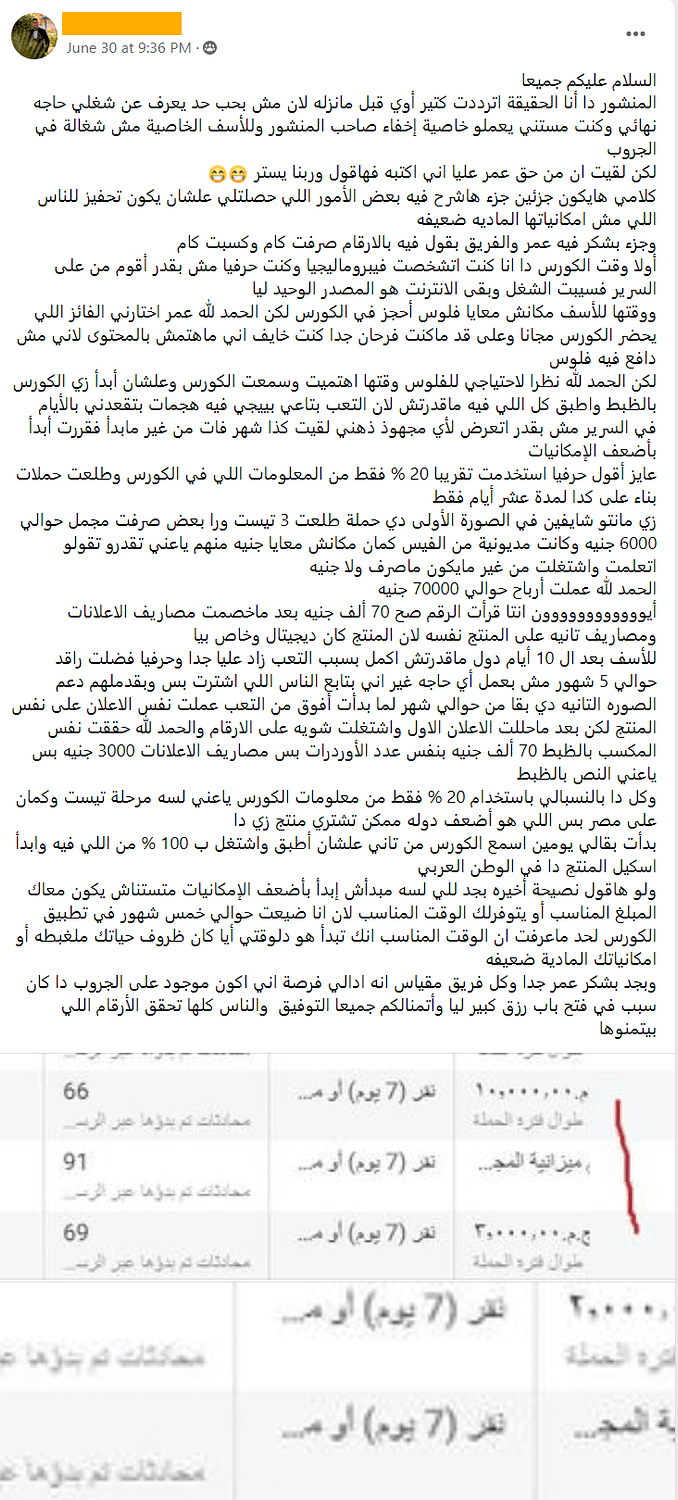 June 30 at 9:36 PM ·
السلام عليكم جميعا
المنشور دا أنا الحقيقة اترددت كتير أوي قبل مانزله لان مش بحب حد يعرف عن شغلي حاجه
نهائي وكنت مستني يعملو خاصية إخفاء صاحب المنشور وللأسف الخاصية مش شغالة في
الجروب
لكن لقيت ان من حق عمر عليا اني اكتبه فهاقول وربنا يستر 😁😁
كلامي هايكون جزئين جزء هاشرح فيه بعض الأمور اللي حصلتلي علشان يكون تحفيز للناس
اللي مش امكانياتها الماديه ضعيفه
وجزء بشكر فيه عمر والفريق بقول فيه بالارقام صرفت كام وكسبت كام
أولا وقت الكورس دا انا كنت اتشخصت فيبروماليجيا وكنت حرفيا مش بقدر أقوم من على
السرير فسيبت الشغل وبقى الانترنت هو المصدر الوحيد ليا
ووقتها للأسف مكانش معايا فلوس أحجز في الكورس لكن الحمد لله عمر اختارني الفائز اللي
يحضر الكورس مجانا وعلى قد ماكنت فرحان جدا كنت خايف اني ماهتمش بالمحتوى لاني مش
دافع فيه فلوس
لكن الحمد لله نظرا لاحتياجي للفلوس وقتها اهتميت وسمعت الكورس وعلشان أبدأ زي الكورس
بالظبط واطبق كل اللي فيه ماقدرتش لان التعب بتاعي بييجي فيه هجمات بتقعدني بالأيام
في السرير مش بقدر اتعرض لأي مجهوذ ذهني لقيت كذا شهر فات من غير مابدأ فقررت أبدأ
بأضعف الإمكانيات
عايز أقول حرفيا استخدمت تقريبا 20 % فقط من المعلومات اللي في الكورس وطلعت حملات
بناء على كدا لمدة عشر أيام فقط
زي مانتو شايفين في الصورة الأولى دي حملة طلعت 3 تيست ورا بعض صرفت مجمل حوالي
6000 جنيه وكانت مديونية من الفيس كمان مكانش معايا جنيه منهم ياعني تقدرو تقولو
اتعلمت واشتغلت من غير مايكون ماصرف ولا جنيه
الحمد لله عملت أرباح حوالي 70000 جنيه
أيوووووووووووون انتا قرأت الرقم صح 70 ألف جنيه بعد ماخصمت مصاريف الاعلانات
ومصاريف تانيه على المنتج نفسه لان المنتج كان ديجيتال وخاص بيا
للأسف بعد ال 10 أيام دول ماقدرتش اكمل بسبب التعب زاد عليا جدا وحرفيا فضلت راقد
حوالي 5 شهور مش بعمل أي حاجه غير اني بتابع الناس اللي اشترت بس وبقدملهم دعم
الصوره التانيه دي بقا من حوالي شهر لما بدأت أفوق من التعب عملت نفس الاعلان على نفس
المنتج لكن بعد ماحللت الاعلان الاول واشتغلت شويه على الارقام والحمد لله حققت نفس
المكسب بالظبط 70 ألف جنيه بنفس عدد الأوردرات بس مصاريف الاعلانات 3000 جنيه بس
ياعني النص بالظبط
وكل دا بالنسبالي باستخدام 20 % فقط من معلومات الكورس ياعني لسه مرحلة تيست وكمان
على مصر بس اللي هو أضعف دوله ممكن تشتري منتج زي دا
بدأت بقالي يومين اسمع الكورس من تاني علشان أطبق واشتغل ب 100 % من اللي فيه وابدأ
اسكيل المنتج دا في الوطن العربي
ولو هاقول نصيحة أخيره بجد للي لسه مبدأش إبدأ بأضعف الإمكانيات متستناش يكون معاك
المبلغ المناسب أو يتوفرلك الوقت المناسب لان انا ضيعت حوالي خمس شهور في تطبيق
الكورس لحد ماعرفت ان الوقت المناسب انك تبدأ هو دلوقتي أيا كان ظروف حياتك ملغبطه أو
امكانياتك المادية ضعيفه
وبجد بشكر عمر جدا وكل فريق مقياس انه ادالي فرصة اني اكون موجود على الجروب دا كان
سبب في فتح باب رزق كبير ليا وأتمنالكم جميعا التوفيق والناس كلها تحقق الأرقام اللي
بيتمنوها
م.١٠,٠٠٠,٠٠ نقر (7 يوم) أو مـ... 66
طوال فترة الحملة محادثات تم بدؤها عبر الرسـ...
ميزانية المجـ... نقر (7 يوم) أو مـ... 91
محادثات تم بدؤها عبر الرسـ...
ج.م.٣,٠٠٠,٠٠ نقر (7 يوم) أو مـ... 69
طوال فترة الحملة محادثات تم بدؤها عبر الرسـ...
٢,٠٠٠, نقر (7 يوم) أو مـ...
فترة الحملة محادثات تم بدؤها عبر
ية المجـ... نقر (7 يوم) أو مـ...
محادثات تم بدؤها عبر